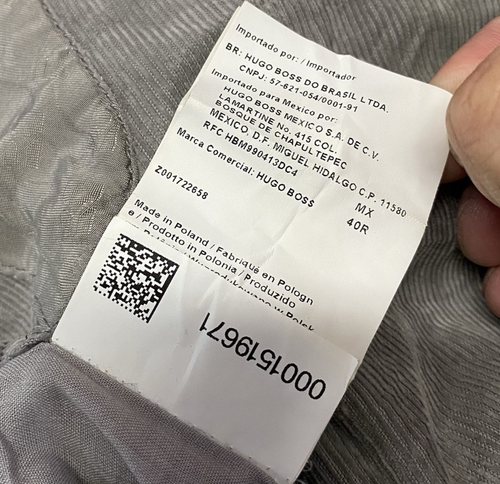 Importado por: / Importador
BR: HUGO BOSS DO BRASIL LTDA.
CNPJ: 57-621-054/0001-91
Importado para Mexico por:
HUGO BOSS MEXICO S.A. DE C.V.
LAMARTINE No. 415 COL.
BOSQUE DE CHAPULTEPEC
MEXICO, D.F. MIGUEL HIDALGO C.P. 11580
RFC HBM990413DC4
Marca Comercial: HUGO BOSS
MX
40R
Z001722658
Made in Poland / Fabriqué en Pologn
e / Prodotto in Polonia / Produzido
0001519671